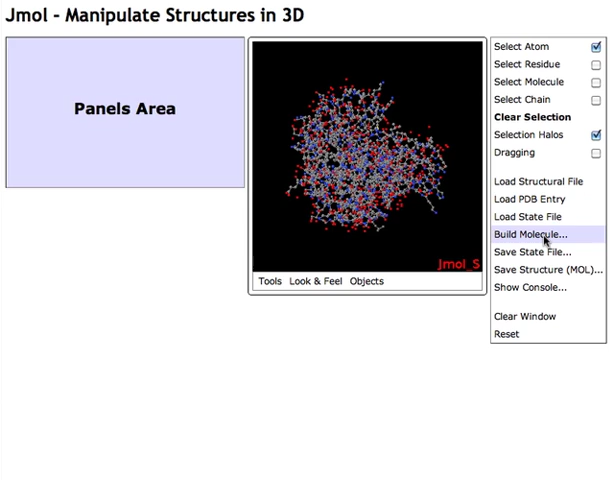 Jmol - Manipulate Structures in 3D
Panels Area
Jmol_S
Tools Look & Feel Objects
Select Atom
Select Residue
Select Molecule
Select Chain
Clear Selection
Selection Halos
Dragging
Load Structural File
Load PDB Entry
Load State File
Build Molecule...
Save State File...
Save Structure (MOL)...
Show Console...
Clear Window
Reset